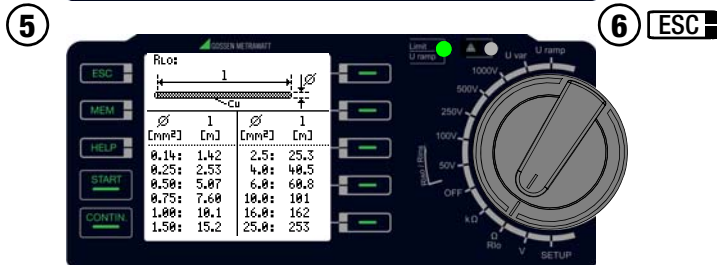 5
6 ESC
GOSSEN METRAWATT
ESC
MEM
HELP
START
CONTIN.
RLO:
l
Ø
Cu
Ø l Ø l
[mm²] [m] [mm²] [m]
0.14: 1.42 2.5: 25.3
0.25: 2.53 4.0: 40.5
0.50: 5.07 6.0: 60.8
0.75: 7.60 10.0: 101
1.00: 10.1 16.0: 162
1.50: 15.2 25.0: 253
Limit
U ramp
U var
U ramp
1000V
500V
250V
100V
50V
Riso / Rins
OFF
kΩ
Ω
Rlo
V
SETUP